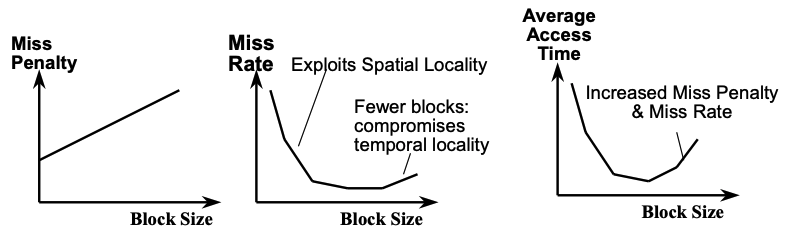 Miss
Penalty
Block Size
Miss
Rate
Exploits Spatial Locality
Fewer blocks:
compromises
temporal locality
Block Size
Average
Access
Time
Increased Miss Penalty
& Miss Rate
Block Size